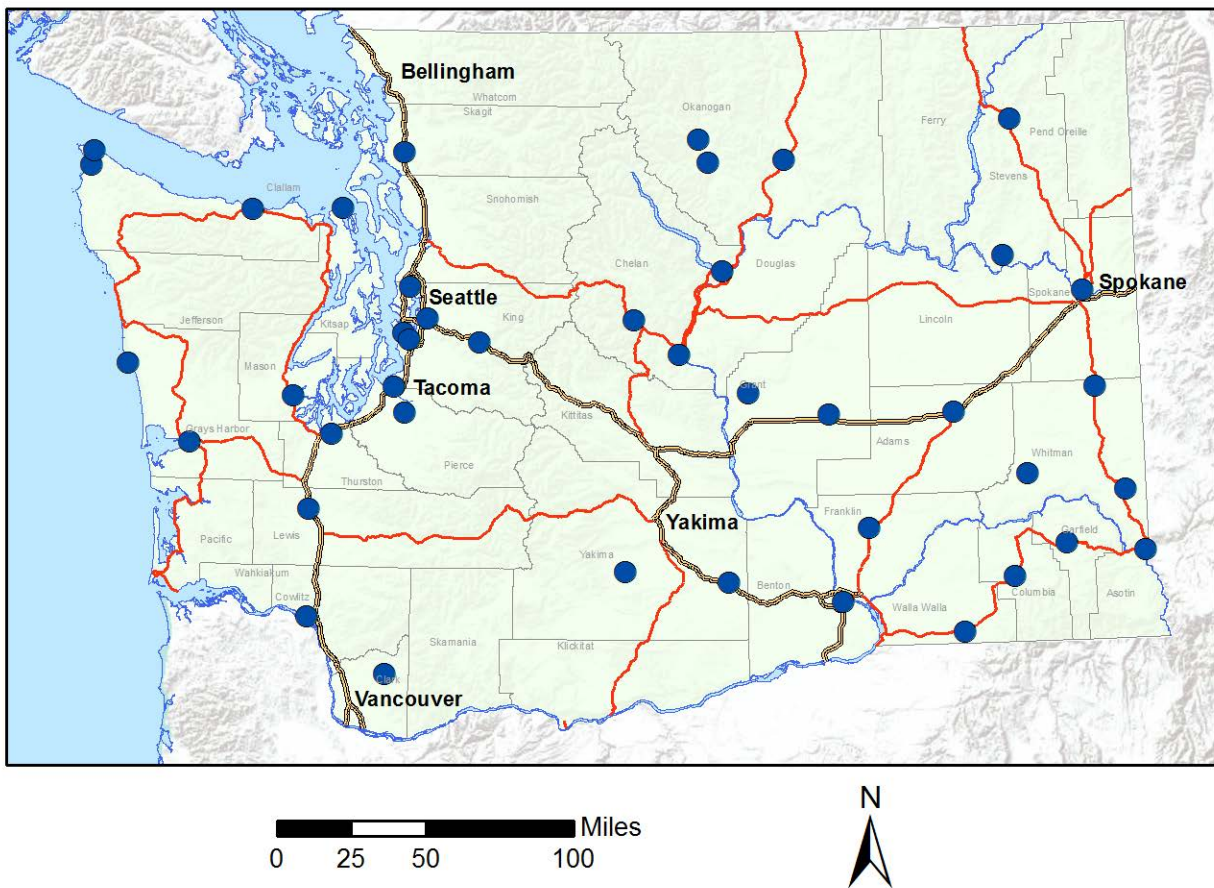 Bellingham
Whatcom
Skagit
Okanogan
Ferry
Pend Oreille
Stevens
Clallam
Snohomish
Chelan
Douglas
Spokane
Spokane
Seattle
King
Jefferson
Kitsap
Lincoln
Mason
Tacoma
Grant
Kittitas
Grays Harbor
Adams
Whitman
Pierce
Thurston
Franklin
Yakima
Garfield
Pacific
Lewis
Yakima
Benton
Wahkiakum
Cowlitz
Columbia
Asotin
Walla Walla
Skamania
Klickitat
Clark
Vancouver
N
Miles
0 25 50 100